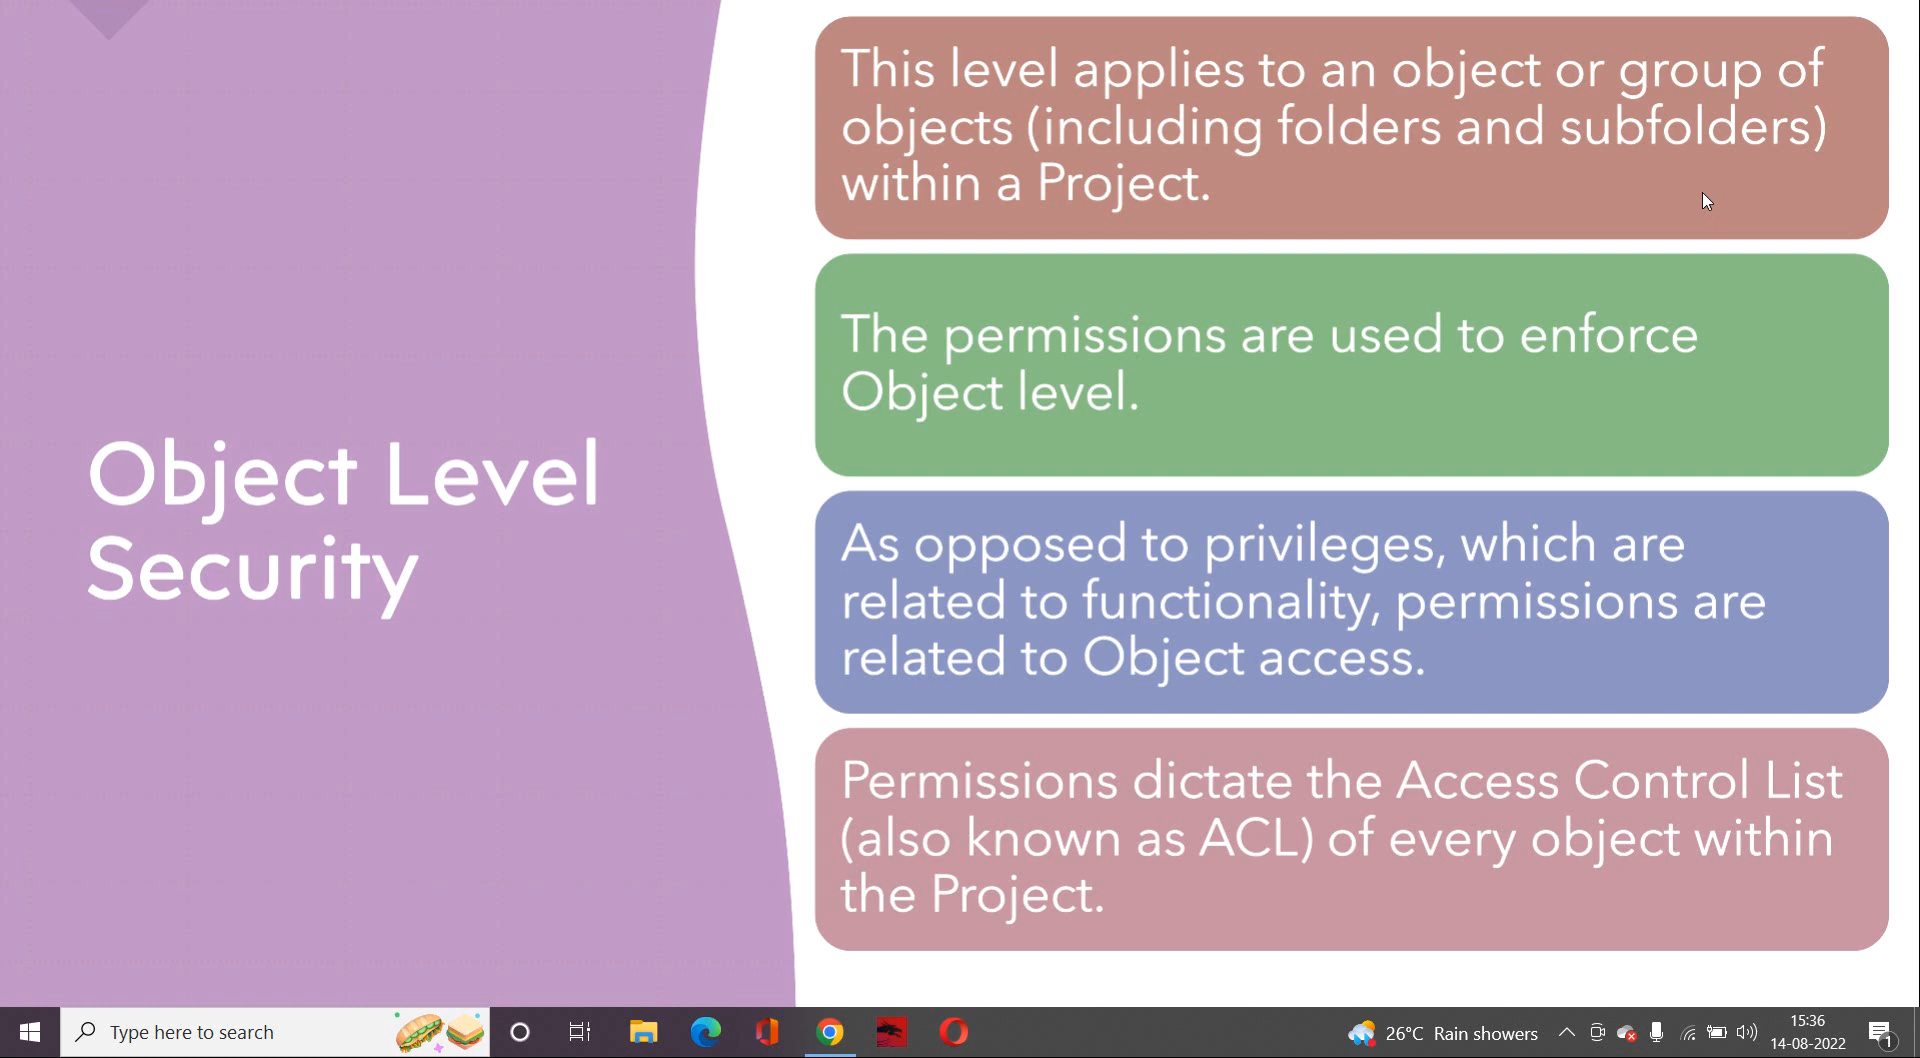 Object Level
Security
This level applies to an object or group of
objects (including folders and subfolders)
within a Project.
The permissions are used to enforce
Object level.
As opposed to privileges, which are
related to functionality, permissions are
related to Object access.
Permissions dictate the Access Control List
(also known as ACL) of every object within
the Project.
Type here to search
26°C Rain showers
15:36
14-08-2022
1